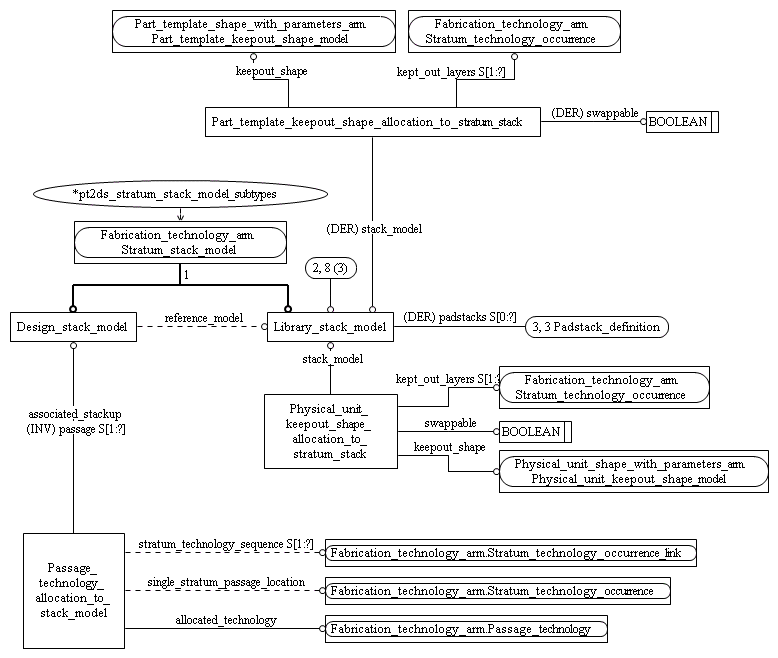 Part_template_shape_with_parameters_arm.
Part_template_keepout_shape_model
Fabrication_technology_arm.
Stratum_technology_occurrence
keepout_shape
kept_out_layers S[1:?]
Part_template_keepout_shape_allocation_to_stratum_stack
(DER) swappable
BOOLEAN
*pt2ds_stratum_stack_model_subtypes
Fabrication_technology_arm.
Stratum_stack_model
(DER) stack_model
1
2, 8 (3)
Design_stack_model
reference_model
Library_stack_model
(DER) padstacks S[0:?]
3, 3 Padstack_definition
stack_model
Physical_unit_
keepout_shape_
allocation_to_
stratum_stack
kept_out_layers S[1:?
Fabrication_technology_arm.
Stratum_technology_occurrence
swappable
BOOLEAN
keepout_shape
Physical_unit_shape_with_parameters_arm.
Physical_unit_keepout_shape_model
associated_stackup
(INV) passage S[1:?]
Passage_
technology_
allocation_to_
stack_model
stratum_technology_sequence S[1:?]
Fabrication_technology_arm.Stratum_technology_occurrence_link
single_stratum_passage_location
Fabrication_technology_arm.Stratum_technology_occurrence
allocated_technology
Fabrication_technology_arm.Passage_technology